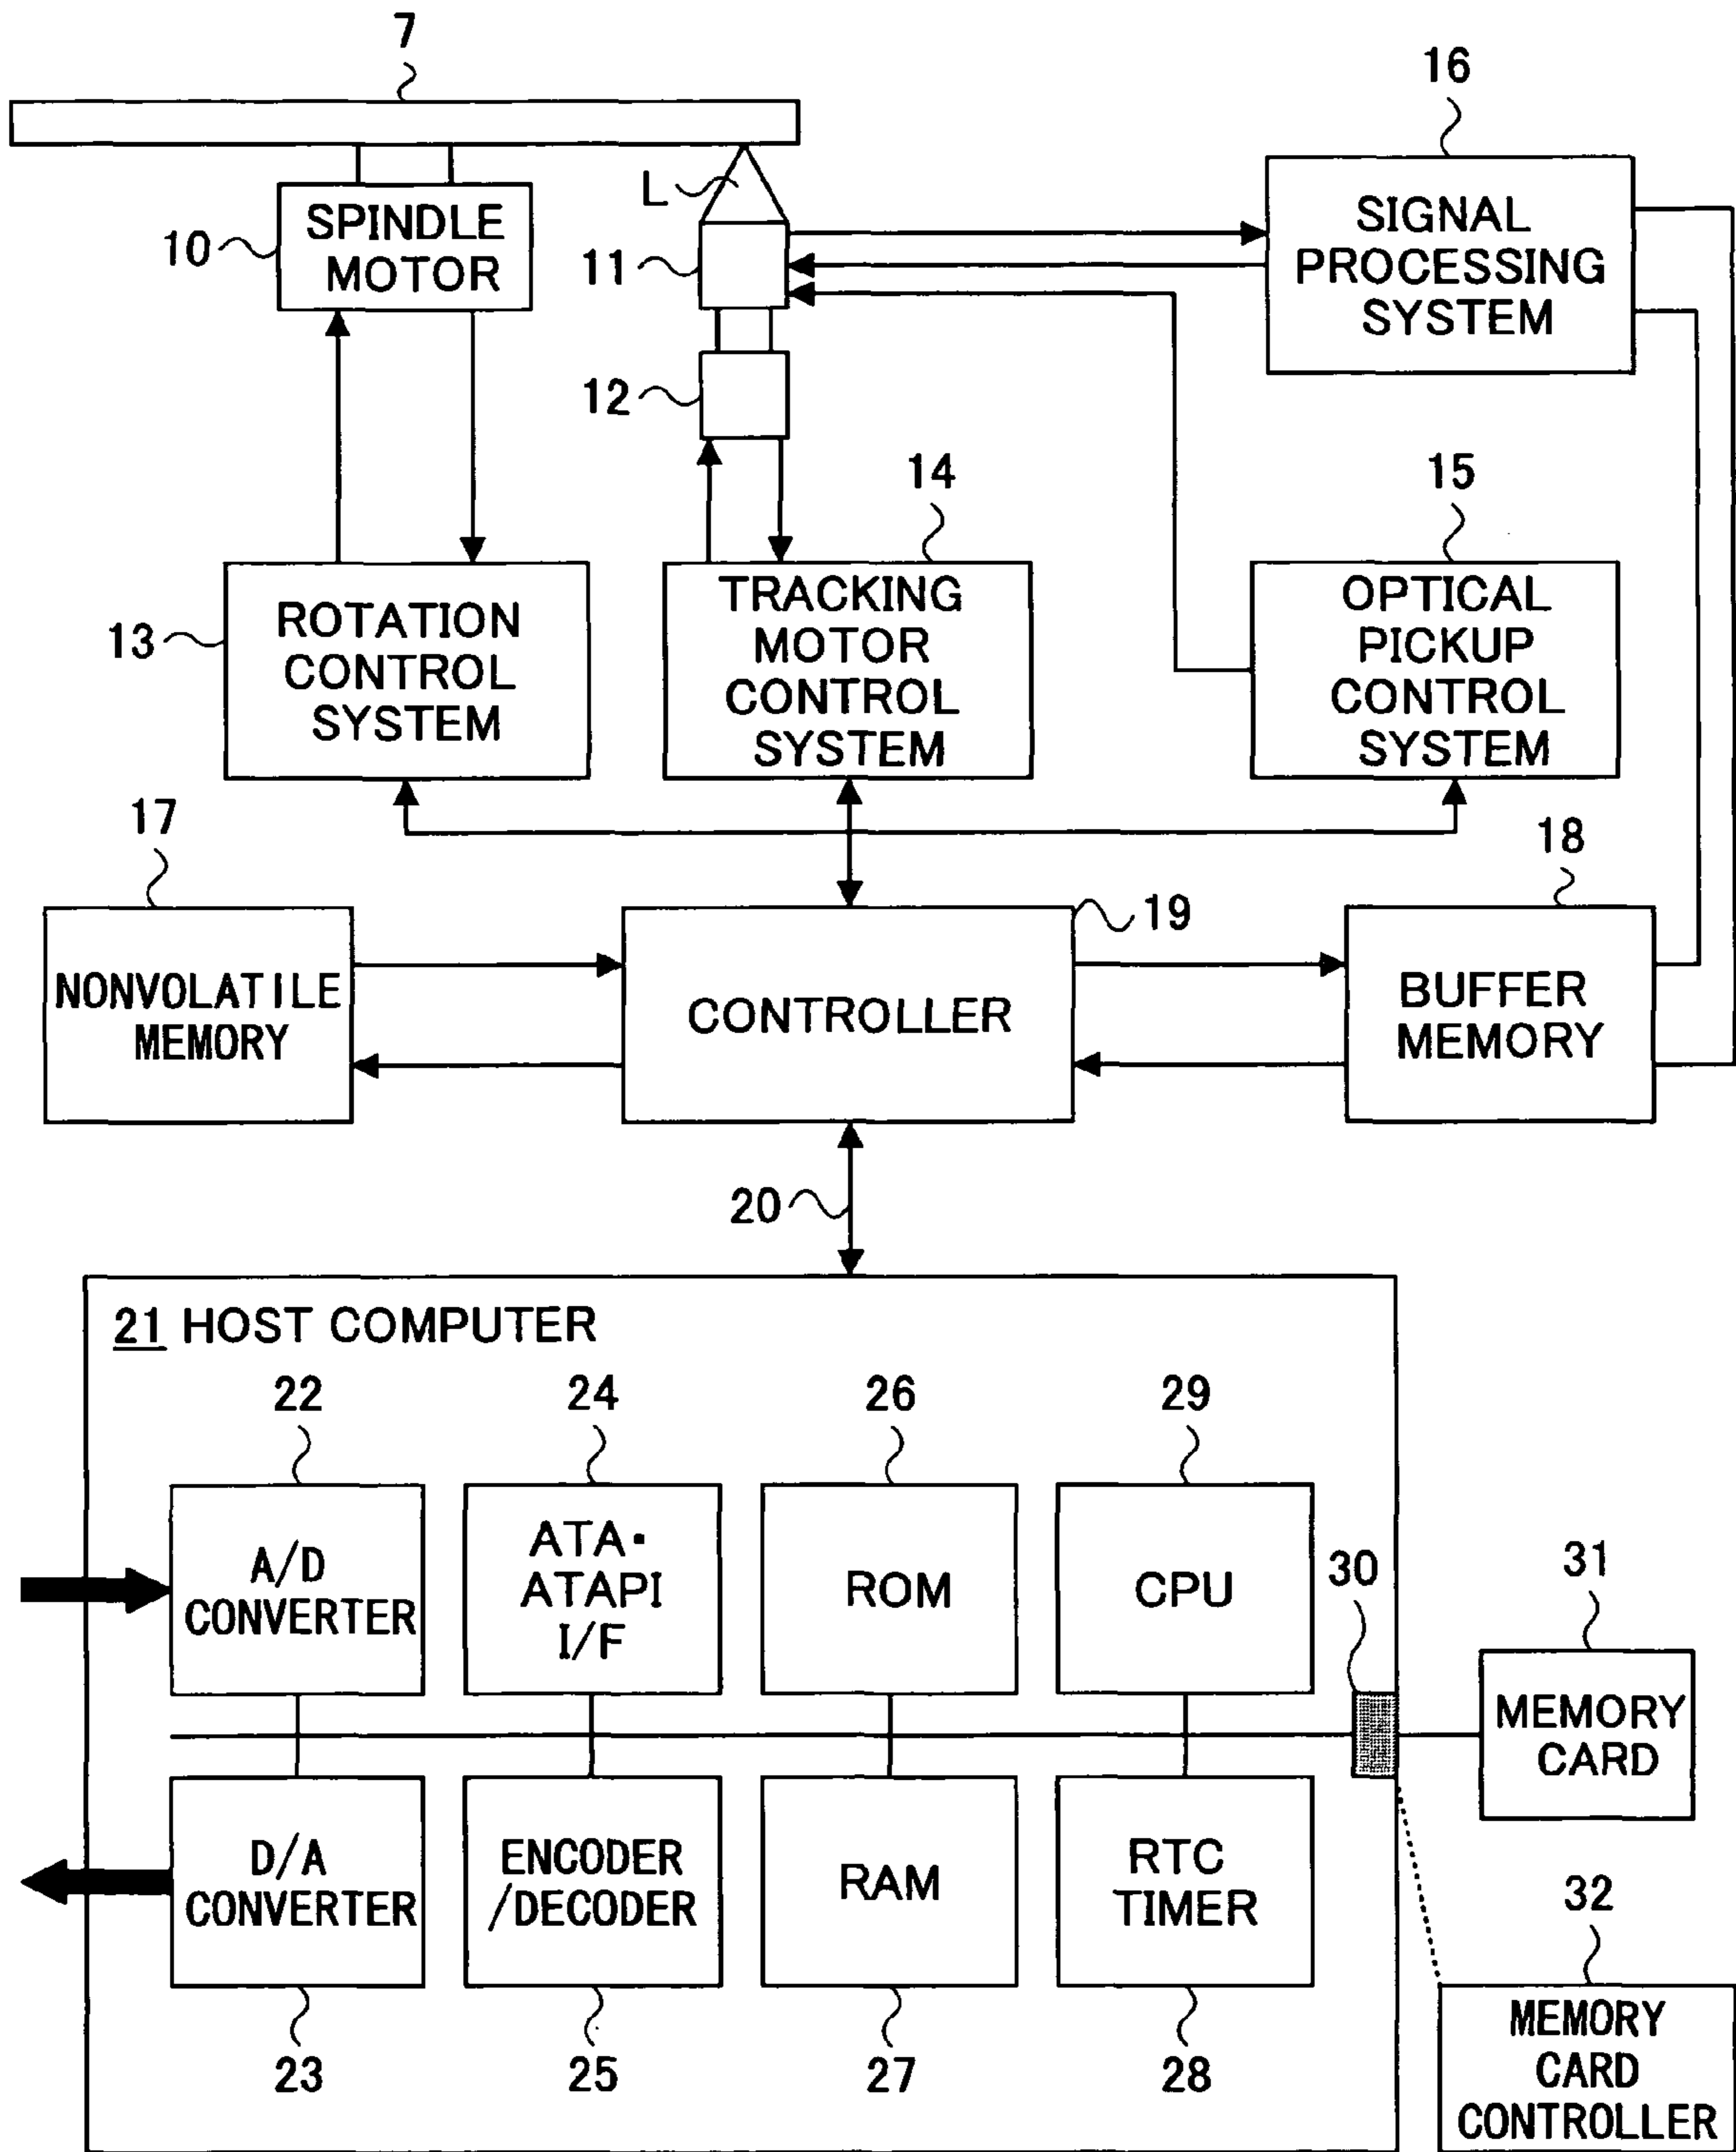 7
16
L
10
SPINDLE
MOTOR
11
SIGNAL
PROCESSING
SYSTEM
12
14
15
13
ROTATION
CONTROL
SYSTEM
TRACKING
MOTOR
CONTROL
SYSTEM
OPTICAL
PICKUP
CONTROL
SYSTEM
17
18
19
NONVOLATILE
MEMORY
CONTROLLER
BUFFER
MEMORY
20
21 HOST COMPUTER
22
24
26
29
A/D
CONVERTER
ATA・
ATAPI
I/F
ROM
CPU
30
31
MEMORY
CARD
D/A
CONVERTER
ENCODER
/DECODER
RAM
RTC
TIMER
32
23
25
27
28
MEMORY
CARD
CONTROLLER